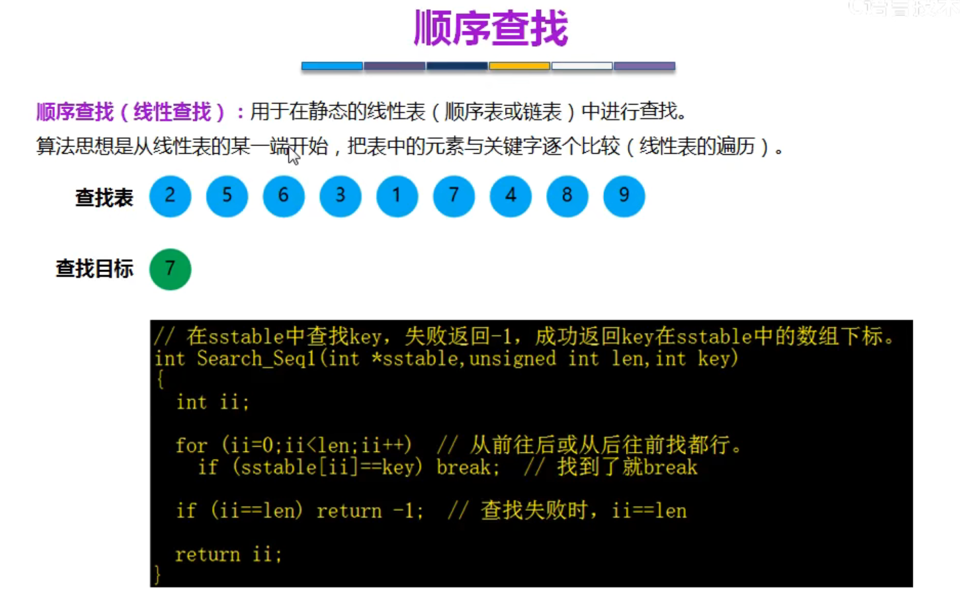 顺序查找
顺序查找（线性查找）：用于在静态的线性表（顺序表或链表）中进行查找。
算法思想是从线性表的某一端开始，把表中的元素与关键字逐个比较（线性表的遍历）。
查找表 2 5 6 3 1 7 4 8 9
查找目标 7
// 在sstable中查找key，失败返回-1，成功返回key在sstable中的数组下标。
int Search_Seq1(int *sstable,unsigned int len,int key)
{
int ii;
for (ii=0;ii<len;ii++) // 从前往后或从后往前找都行。
if (sstable[ii]==key) break; // 找到了就break
if (ii==len) return -1; // 查找失败时，ii==len
return ii;
}